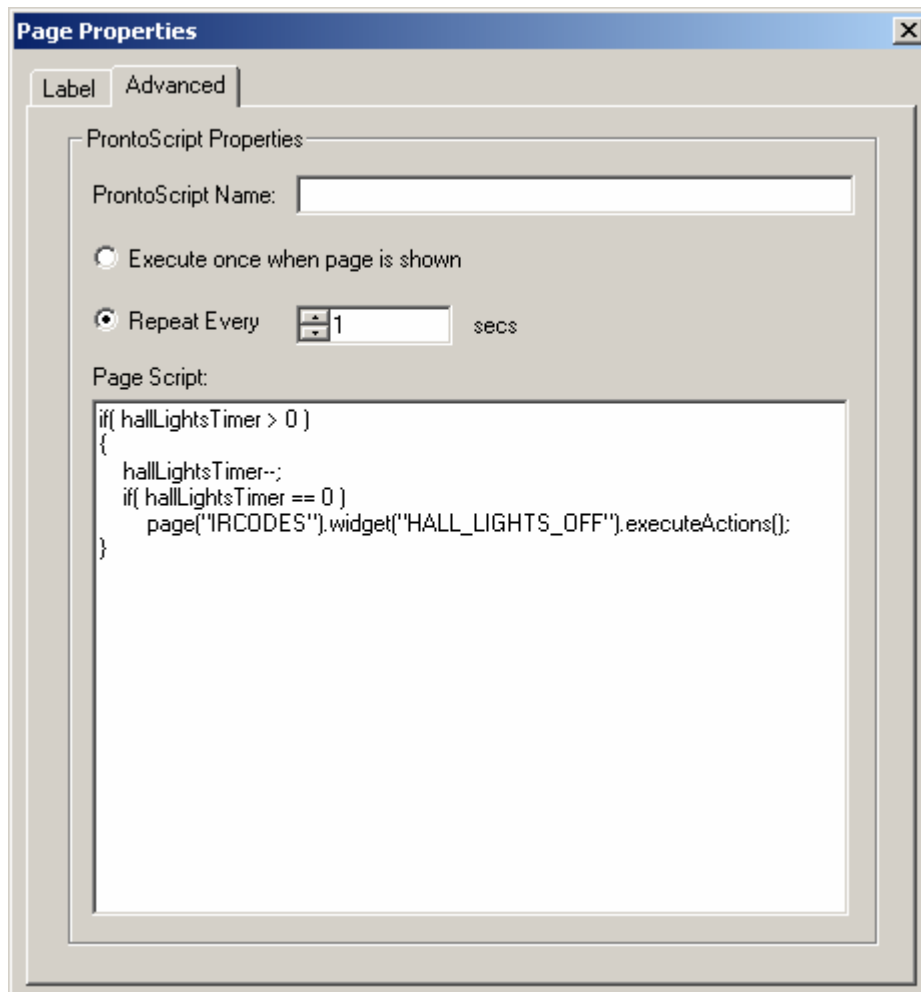 Page Properties
Label
Advanced
ProntoScript Properties
ProntoScript Name:
Execute once when page is shown
Repeat Every 1 secs
Page Script:
if( hallLightsTimer > 0 )
{
    hallLightsTimer--;
    if( hallLightsTimer == 0 )
        page("IRCODES").widget("HALL_LIGHTS_OFF").executeActions();
}